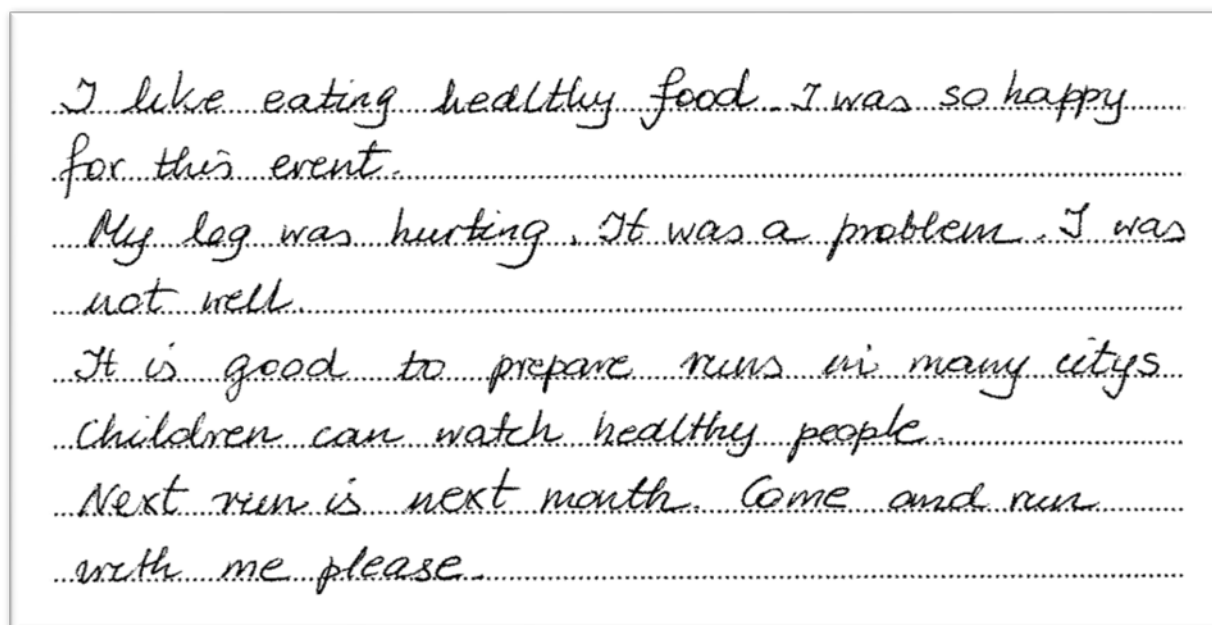 I like eating healthy food. I was so happy
for this event.
My leg was hurting. It was a problem. I was
not well.
It is good to prepare runs in many citys
Children can watch healthy people.
Next run is next month. Come and run
with me please.